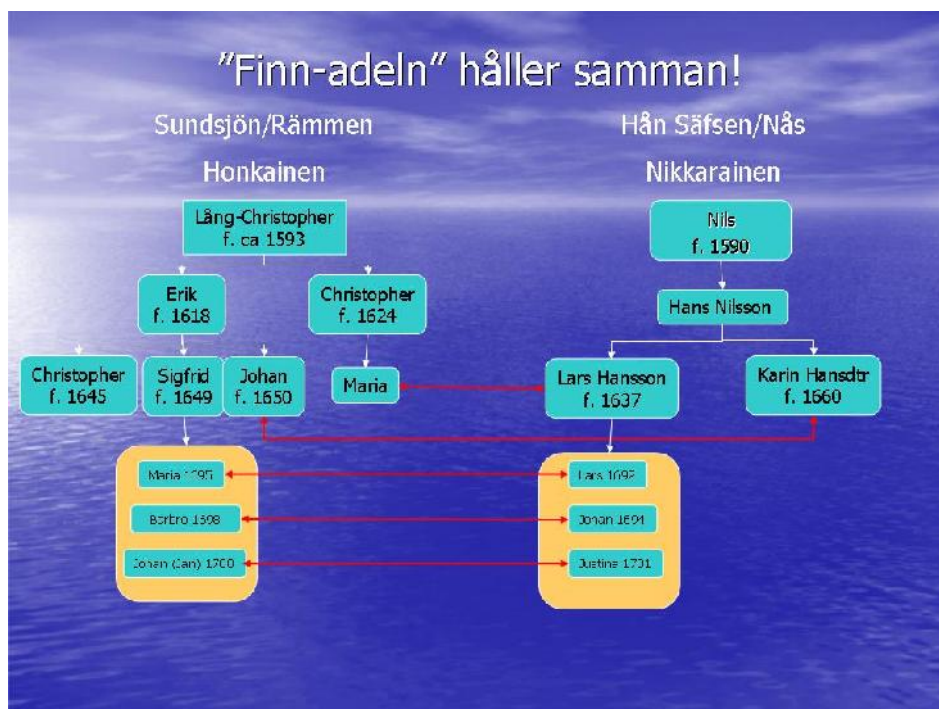 ”Finn-adeln” håller samman!
Sundsjön/Rämmen
Honkainen
Hån Säfsen/Nås
Nikkarainen
Lång-Christopher
f. ca 1593
Nils
f. 1590
Erik
f. 1618
Christopher
f. 1624
Hans Nilsson
Christopher
f. 1645
Sigfrid
f. 1649
Johan
f. 1650
Maria
Lars Hansson
f. 1637
Karin Hansdtr
f. 1660
Maria 1695
Lars 1692
Barbro 1698
Johan 1694
Johan (Jan) 1700
Justina 1701